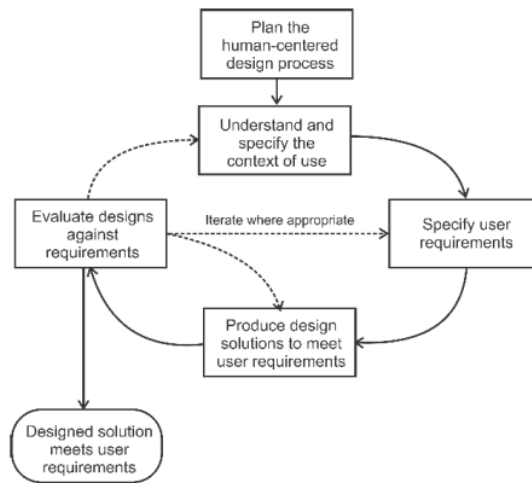 Plan the
human-centered
design process
Understand and
specify the
context of use
Evaluate designs
against
requirements
Iterate where appropriate
Specify user
requirements
Produce design
solutions to meet
user requirements
Designed solution
meets user
requirements